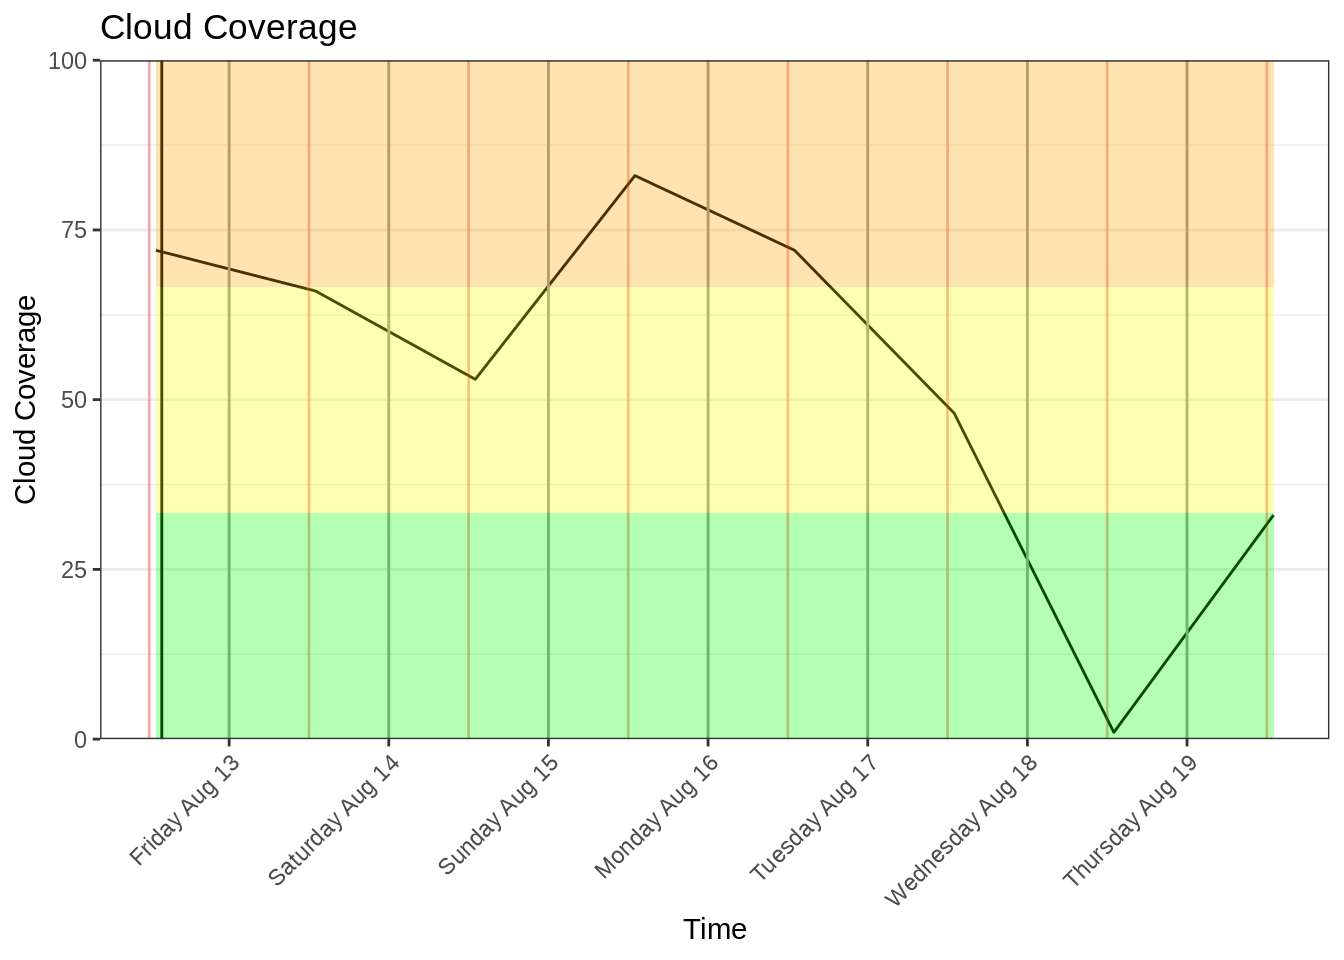 Cloud Coverage
Cloud Coverage
100
75
50
25
0
Friday Aug 13
Saturday Aug 14
Sunday Aug 15
Monday Aug 16
Tuesday Aug 17
Wednesday Aug 18
Thursday Aug 19
Time